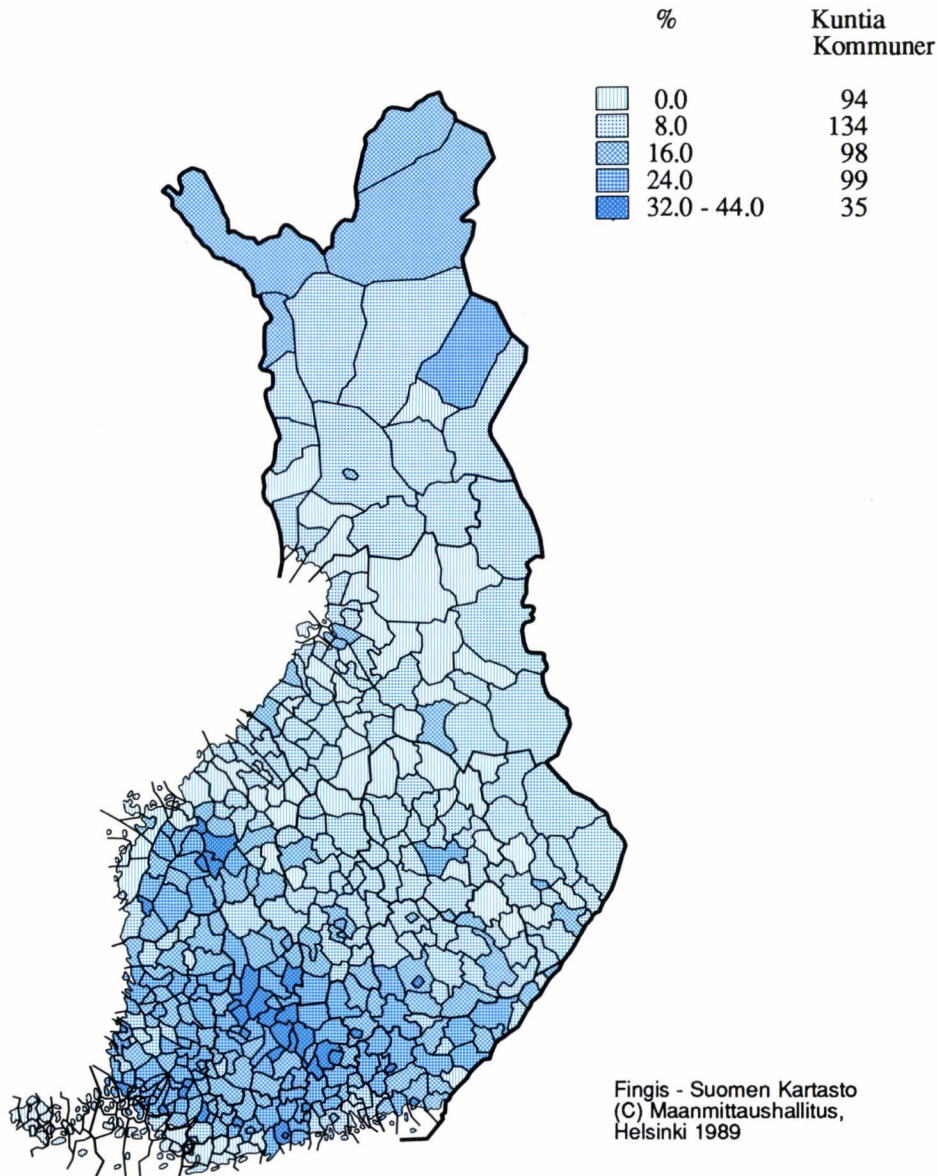 % Kuntia
Kommuner
0.0 94
8.0 134
16.0 98
24.0 99
32.0 - 44.0 35
Fingis - Suomen Kartasto
(C) Maanmittaushallitus,
Helsinki 1989